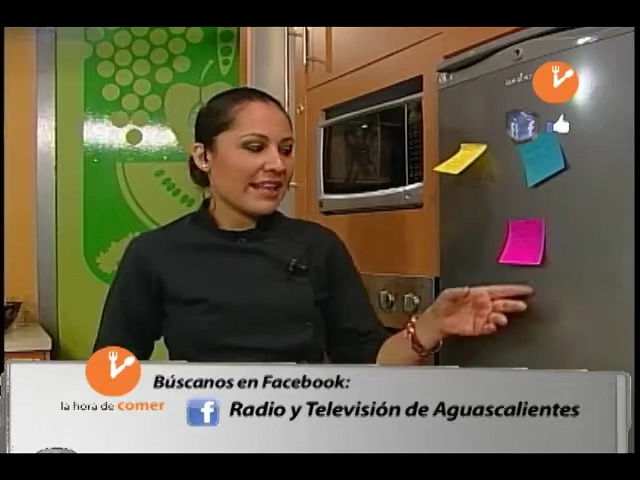 Búscanos en Facebook:
la hora de comer
f Radio y Televisión de Aguascalientes